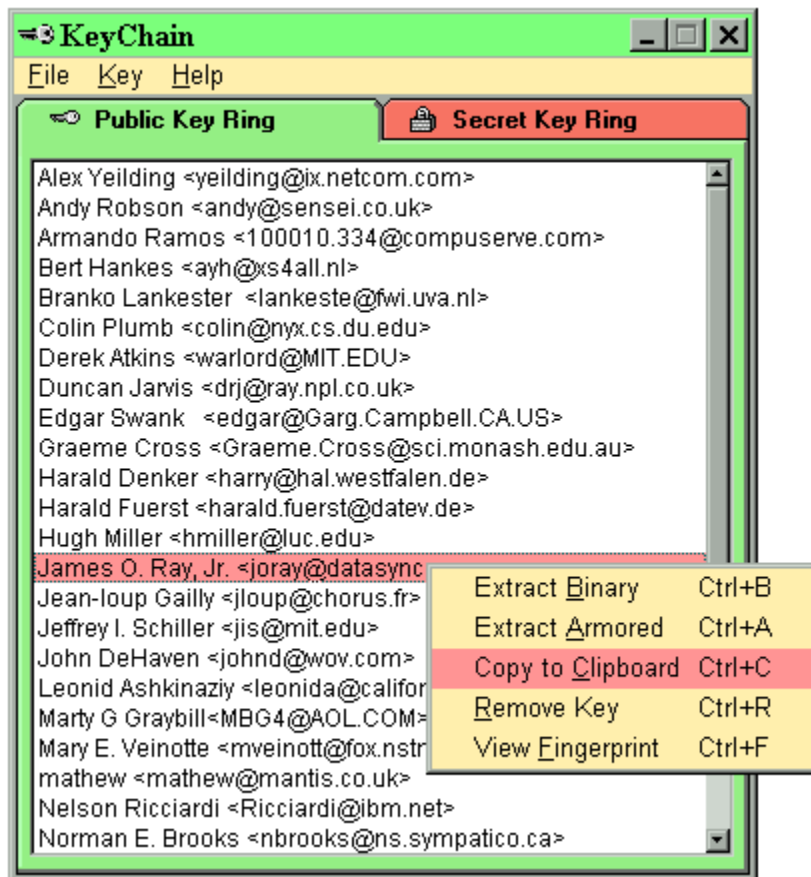 KeyChain
File Key Help
Public Key Ring
Secret Key Ring
Alex Yeilding <yeilding@ix.netcom.com>
Andy Robson <andy@sensei.co.uk>
Armando Ramos <100010.334@compuserve.com>
Bert Hankes <ayh@xs4all.nl>
Branko Lankester <lankeste@fwi.uva.nl>
Colin Plumb <colin@nyx.cs.du.edu>
Derek Atkins <warlord@MIT.EDU>
Duncan Jarvis <drj@ray.npl.co.uk>
Edgar Swank <edgar@Garg.Campbell.CA.US>
Graeme Cross <Graeme.Cross@sci.monash.edu.au>
Harald Denker <harry@hal.westfalen.de>
Harald Fuerst <harald.fuerst@datev.de>
Hugh Miller <hmiller@luc.edu>
James O. Ray, Jr. <joray@datasync
Jean-loup Gailly <jloup@chorus.fr>
Jeffrey I. Schiller <jis@mit.edu>
John DeHaven <johnd@wov.com>
Leonid Ashkinaziy <leonida@califor
Marty G Graybill<MBG4@AOL.COM>
Mary E. Veinotte <mveinott@fox.nstn
mathew <mathew@mantis.co.uk>
Nelson Ricciardi <Ricciardi@ibm.net>
Norman E. Brooks <nbrooks@ns.sympatico.ca>
Extract Binary Ctrl+B
Extract Armored Ctrl+A
Copy to Clipboard Ctrl+C
Remove Key Ctrl+R
View Fingerprint Ctrl+F